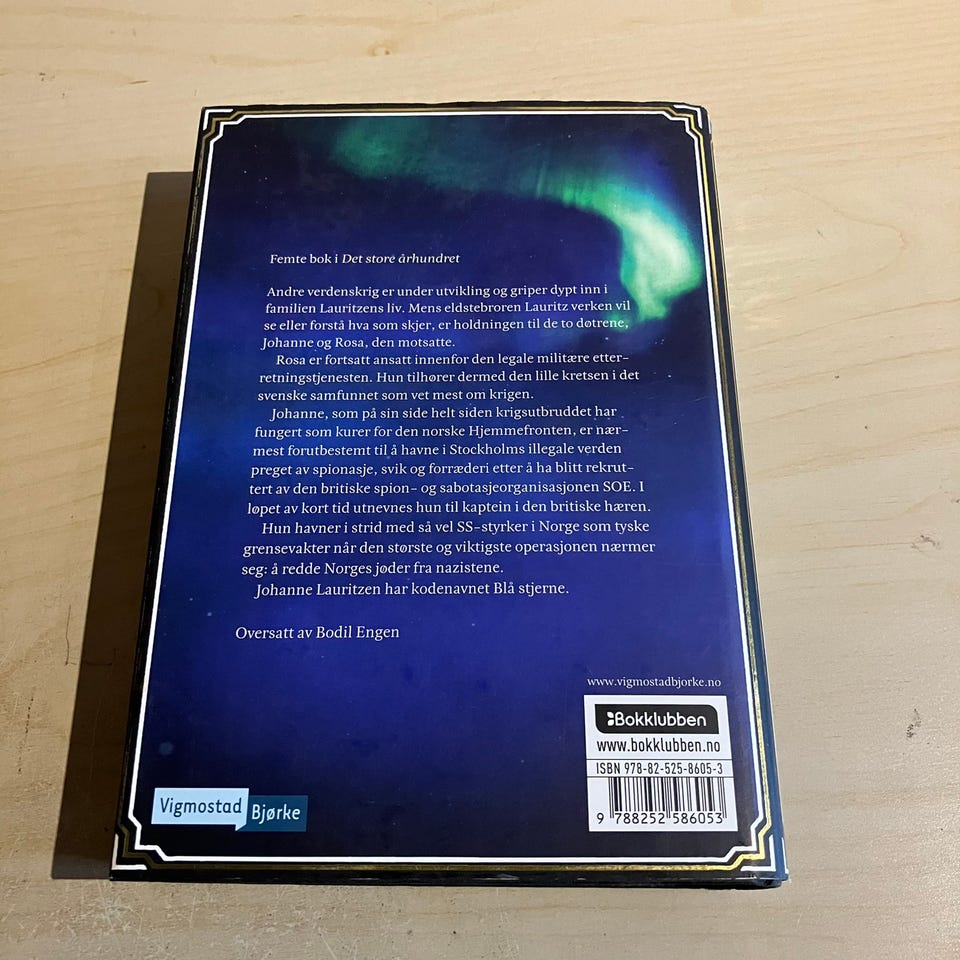 Femte bok i Det store århundret
Andre verdenskrig er under utvikling og griper dypt inn i
familien Lauritzens liv. Mens eldstebroren Lauritz verken vil
se eller forstå hva som skjer, er holdningen til de to døtrene,
Johanne og Rosa, den motsatte.
Rosa er fortsatt ansatt innenfor den legale militære etter-
retningstjenesten. Hun tilhører dermed den lille kretsen i det
svenske samfunnet som vet mest om krigen.
Johanne, som på sin side helt siden krigsutbruddet har
fungert som kurer for den norske Hjemmefronten, er nær-
mest forutbestemt til å havne i Stockholms illegale verden
preget av spionasje, svik og forræderi etter å ha blitt rekrut-
tert av den britiske spion- og sabotasjeorganisasjonen SOE. I
løpet av kort tid utnevnes hun til kaptein i den britiske hæren.
Hun havner i strid med så vel SS-styrker i Norge som tyske
grensevakter når den største og viktigste operasjonen nærmer
seg: å redde Norges jøder fra nazistene.
Johanne Lauritzen har kodenavnet Blå stjerne.
Oversatt av Bodil Engen
www.vigmostadbjorke.no
Bokklubben
www.bokklubben.no
ISBN 978-82-525-8605-3
9 788252 586053
Vigmostad
Bjørke